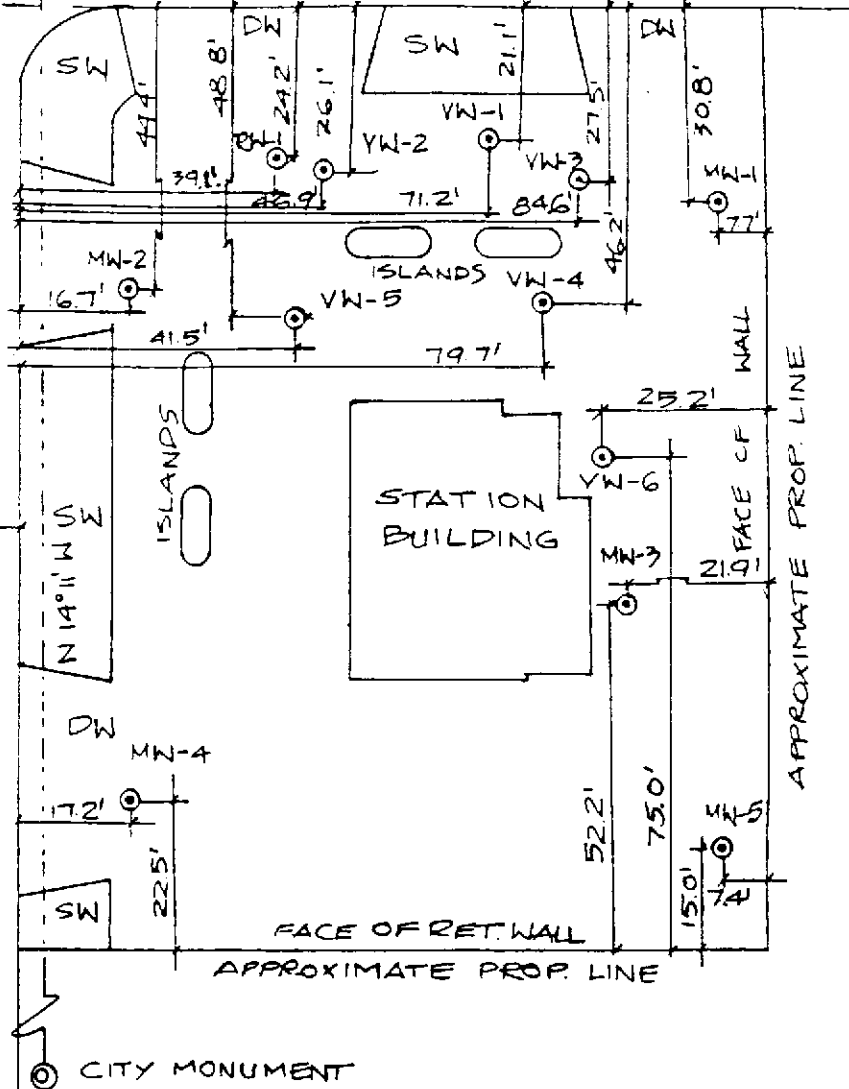 DW
DW
SW
SW
44.4'
48.8'
24.2'
26.1'
21.1'
27.5'
30.8'
VW-1
VW-2
VW-3
MW-1
39.1'
46.9'
71.2'
84.6'
46.2'
7.7'
MW-2
ISLANDS
VW-4
16.7'
VW-5
41.5'
79.7'
25.2'
FACE OF WALL
APPROXIMATE PROP. LINE
ISLANDS
VW-6
STATION
BUILDING
SW
N 14°11' W
MW-3
21.9'
DW
MW-4
17.2'
22.5'
52.2'
75.0'
MW-5
15.0'
7.4'
SW
FACE OF RET. WALL
APPROXIMATE PROP. LINE
CITY MONUMENT